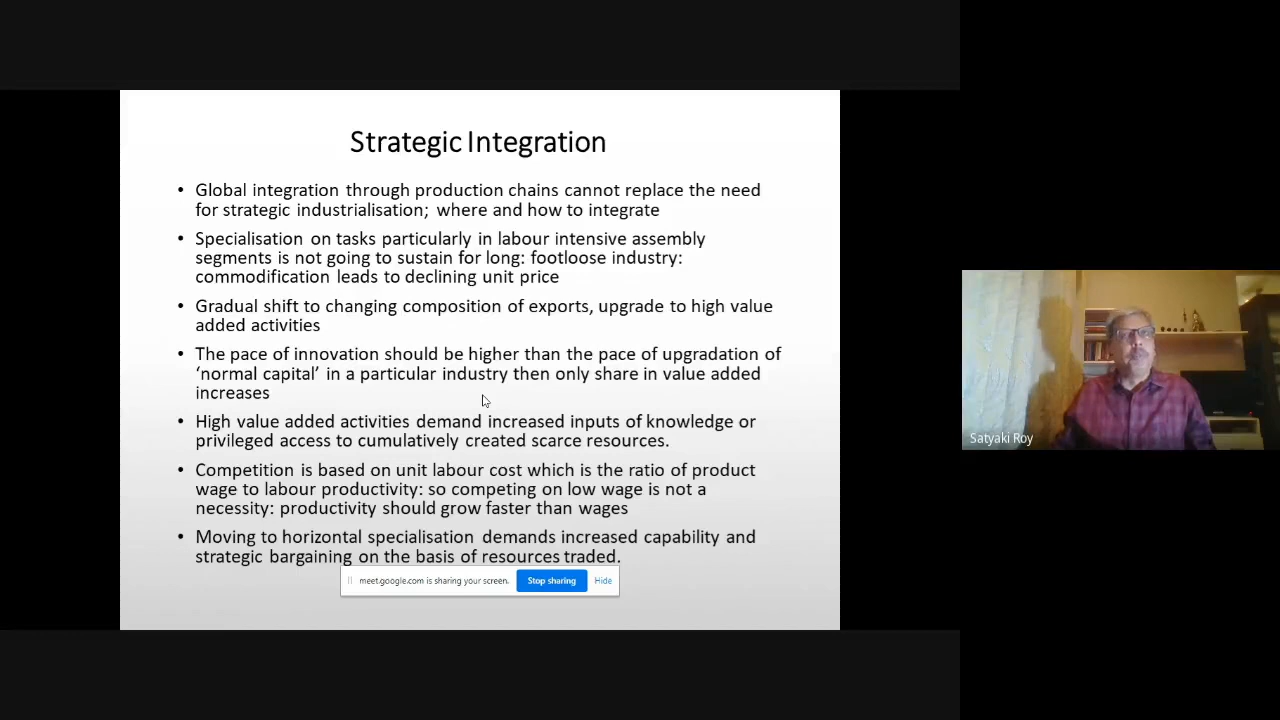 Strategic Integration
• Global integration through production chains cannot replace the need
for strategic industrialisation; where and how to integrate
• Specialisation on tasks particularly in labour intensive assembly
segments is not going to sustain for long: footloose industry:
commodification leads to declining unit price
• Gradual shift to changing composition of exports, upgrade to high value
added activities
• The pace of innovation should be higher than the pace of upgradation of
‘normal capital’ in a particular industry then only share in value added
increases
• High value added activities demand increased inputs of knowledge or
privileged access to cumulatively created scarce resources.
• Competition is based on unit labour cost which is the ratio of product
wage to labour productivity: so competing on low wage is not a
necessity: productivity should grow faster than wages
• Moving to horizontal specialisation demands increased capability and
strategic bargaining on the basis of resources traded.
meet.google.com is sharing your screen. Stop sharing Hide
Satyaki Roy